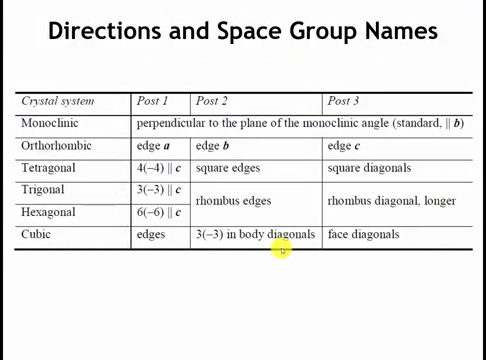 Directions and Space Group Names
Crystal system Post 1 Post 2 Post 3
Monoclinic perpendicular to the plane of the monoclinic angle (standard, || b)
Orthorhombic edge a edge b edge c
Tetragonal 4(−4) || c square edges square diagonals
Trigonal 3(−3) || c
rhombus edges rhombus diagonal, longer
Hexagonal 6(−6) || c
Cubic edges 3(−3) in body diagonals face diagonals